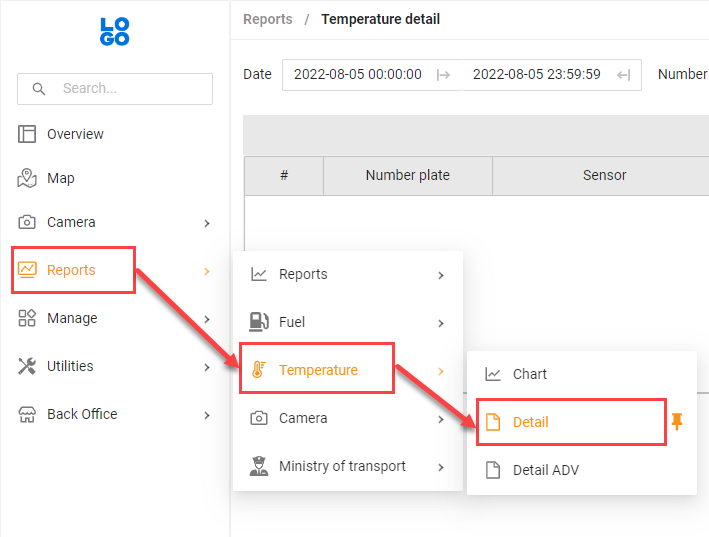 LO
GO
Reports / Temperature detail
Search...
Date 2022-08-05 00:00:00 2022-08-05 23:59:59 Number
# Number plate Sensor
Overview
Map
Camera
Reports
Manage
Utilities
Back Office
Reports
Fuel
Temperature
Camera
Ministry of transport
Chart
Detail
Detail ADV